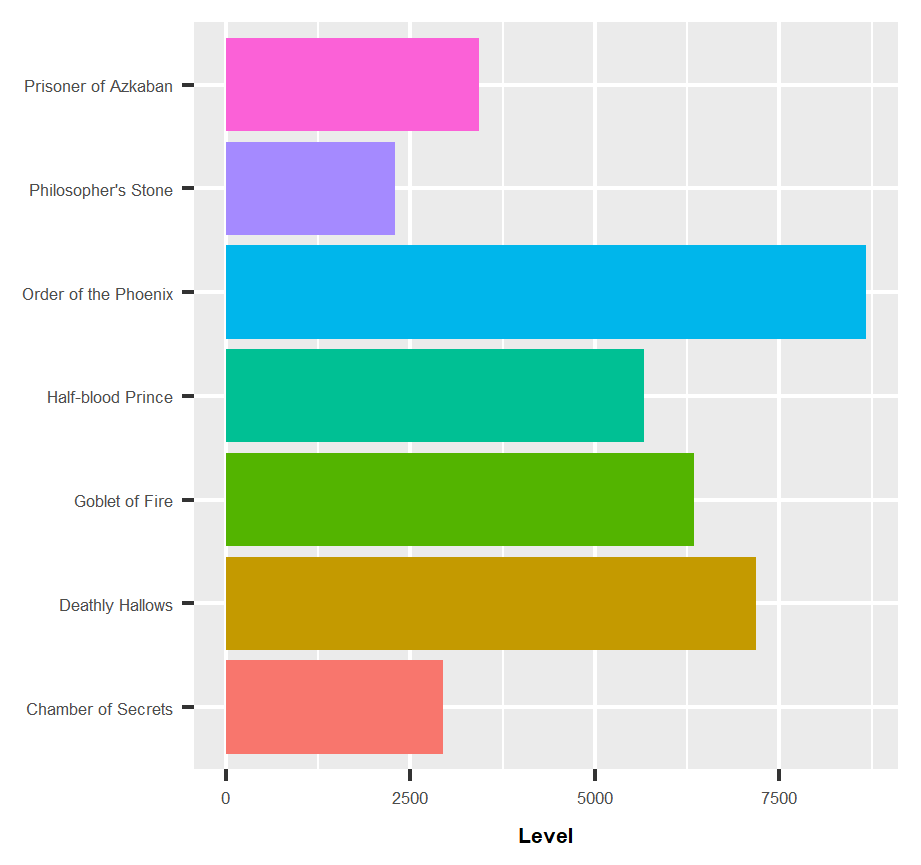 Prisoner of Azkaban
Philosopher's Stone
Order of the Phoenix
Half-blood Prince
Goblet of Fire
Deathly Hallows
Chamber of Secrets
0 2500 5000 7500
Level